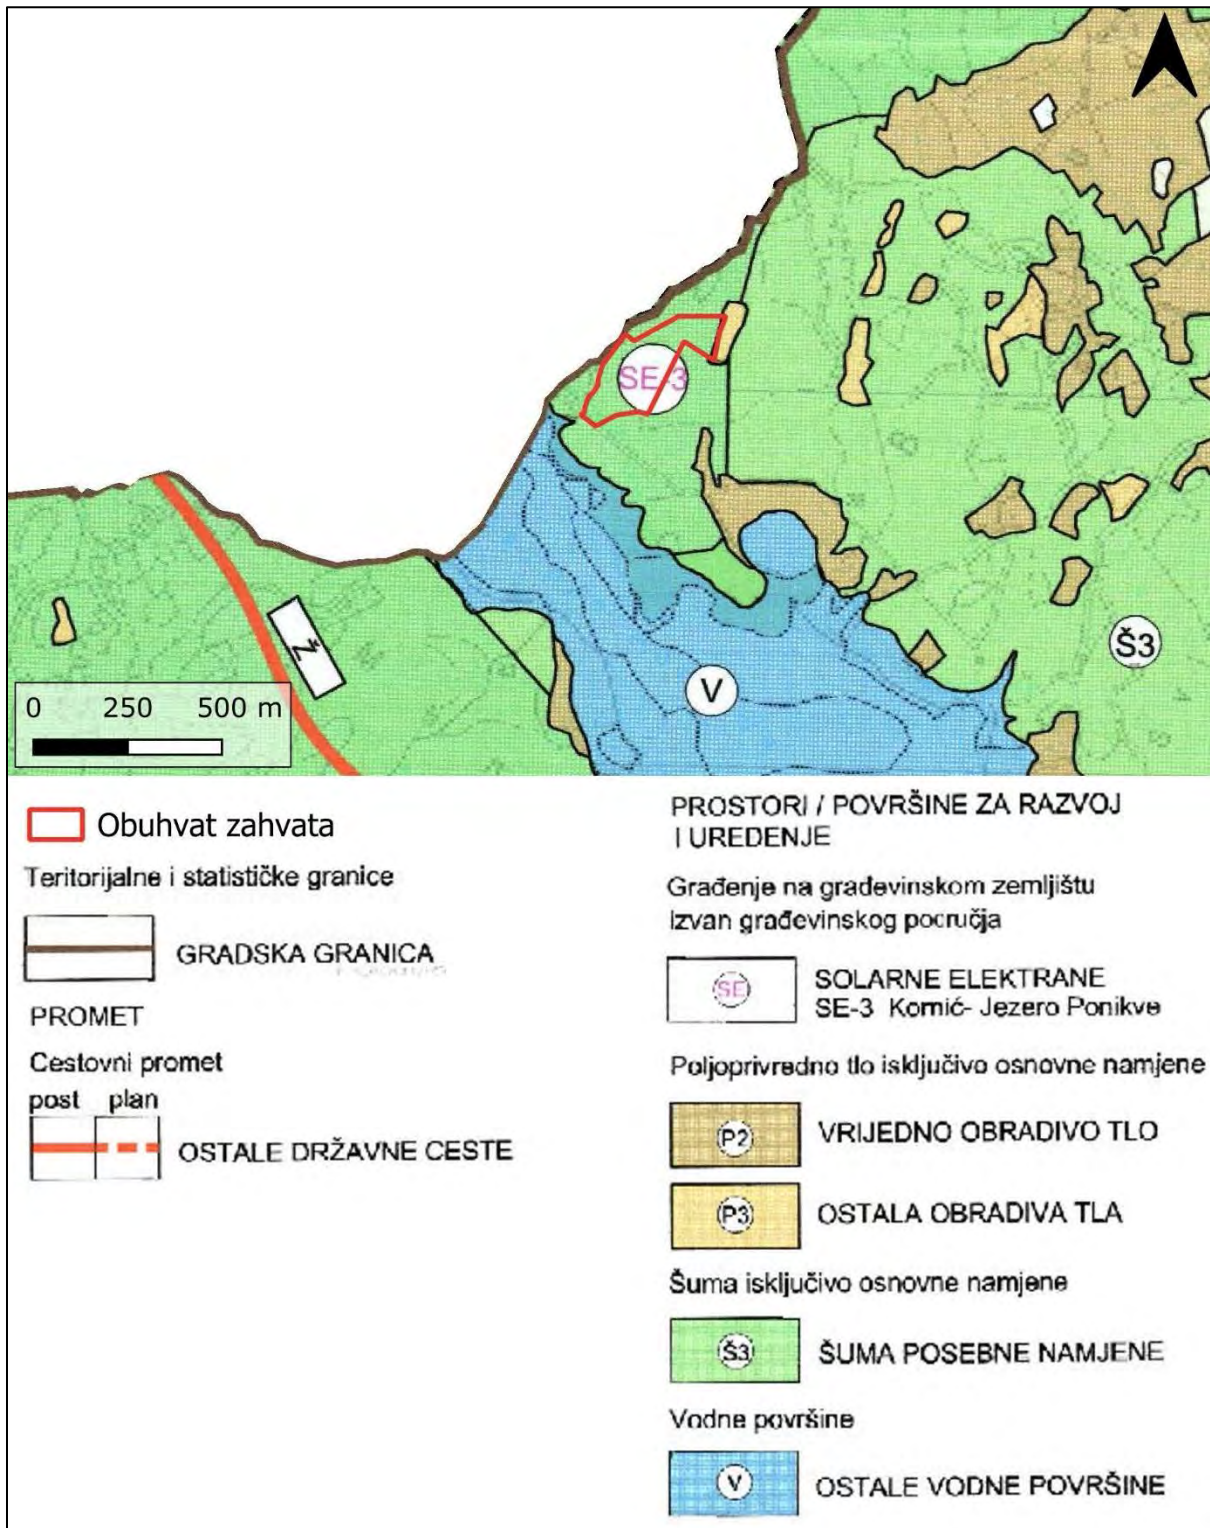 SE-3
Š3
Ž
V
0 250 500 m
Obuhvat zahvata
Teritorijalne i statističke granice
GRADSKA GRANICA
PROMET
Cestovni promet
post plan
OSTALE DRŽAVNE CESTE
PROSTORI / POVRŠINE ZA RAZVOJ
I UREĐENJE
Građenje na građevinskom zemljištu
izvan građevinskog područja
SE
SOLARNE ELEKTRANE
SE-3 Kornić- Jezero Ponikve
Poljoprivredno tlo isključivo osnovne namjene
P2
VRIJEDNO OBRADIVO TLO
P3
OSTALA OBRADIVA TLA
Šuma isključivo osnovne namjene
Š3
ŠUMA POSEBNE NAMJENE
Vodne površine
V
OSTALE VODNE POVRŠINE